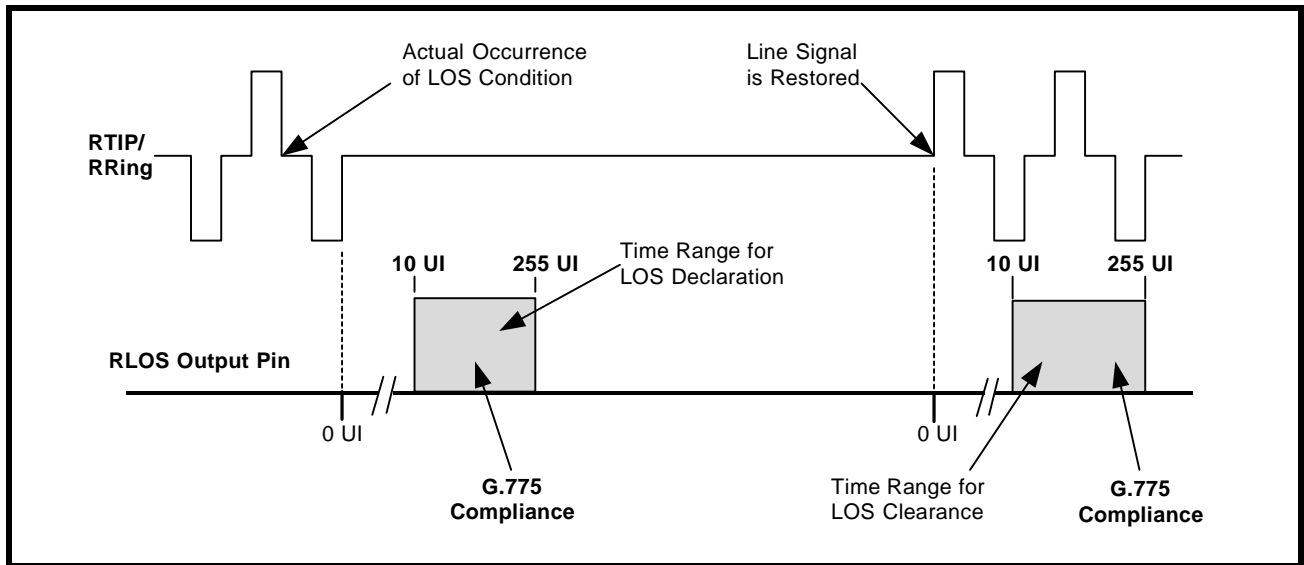 Actual Occurrence
of LOS Condition
Line Signal
is Restored
RTIP/
RRing
10 UI
255 UI
Time Range for
LOS Declaration
10 UI
255 UI
RLOS Output Pin
0 UI
0 UI
G.775
Compliance
Time Range for
LOS Clearance
G.775
Compliance